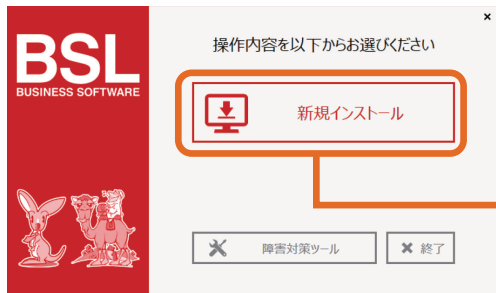 ×
操作内容を以下からお選びください
BSL
BUSINESS SOFTWARE
新規インストール
障害対策ツール
× 終了